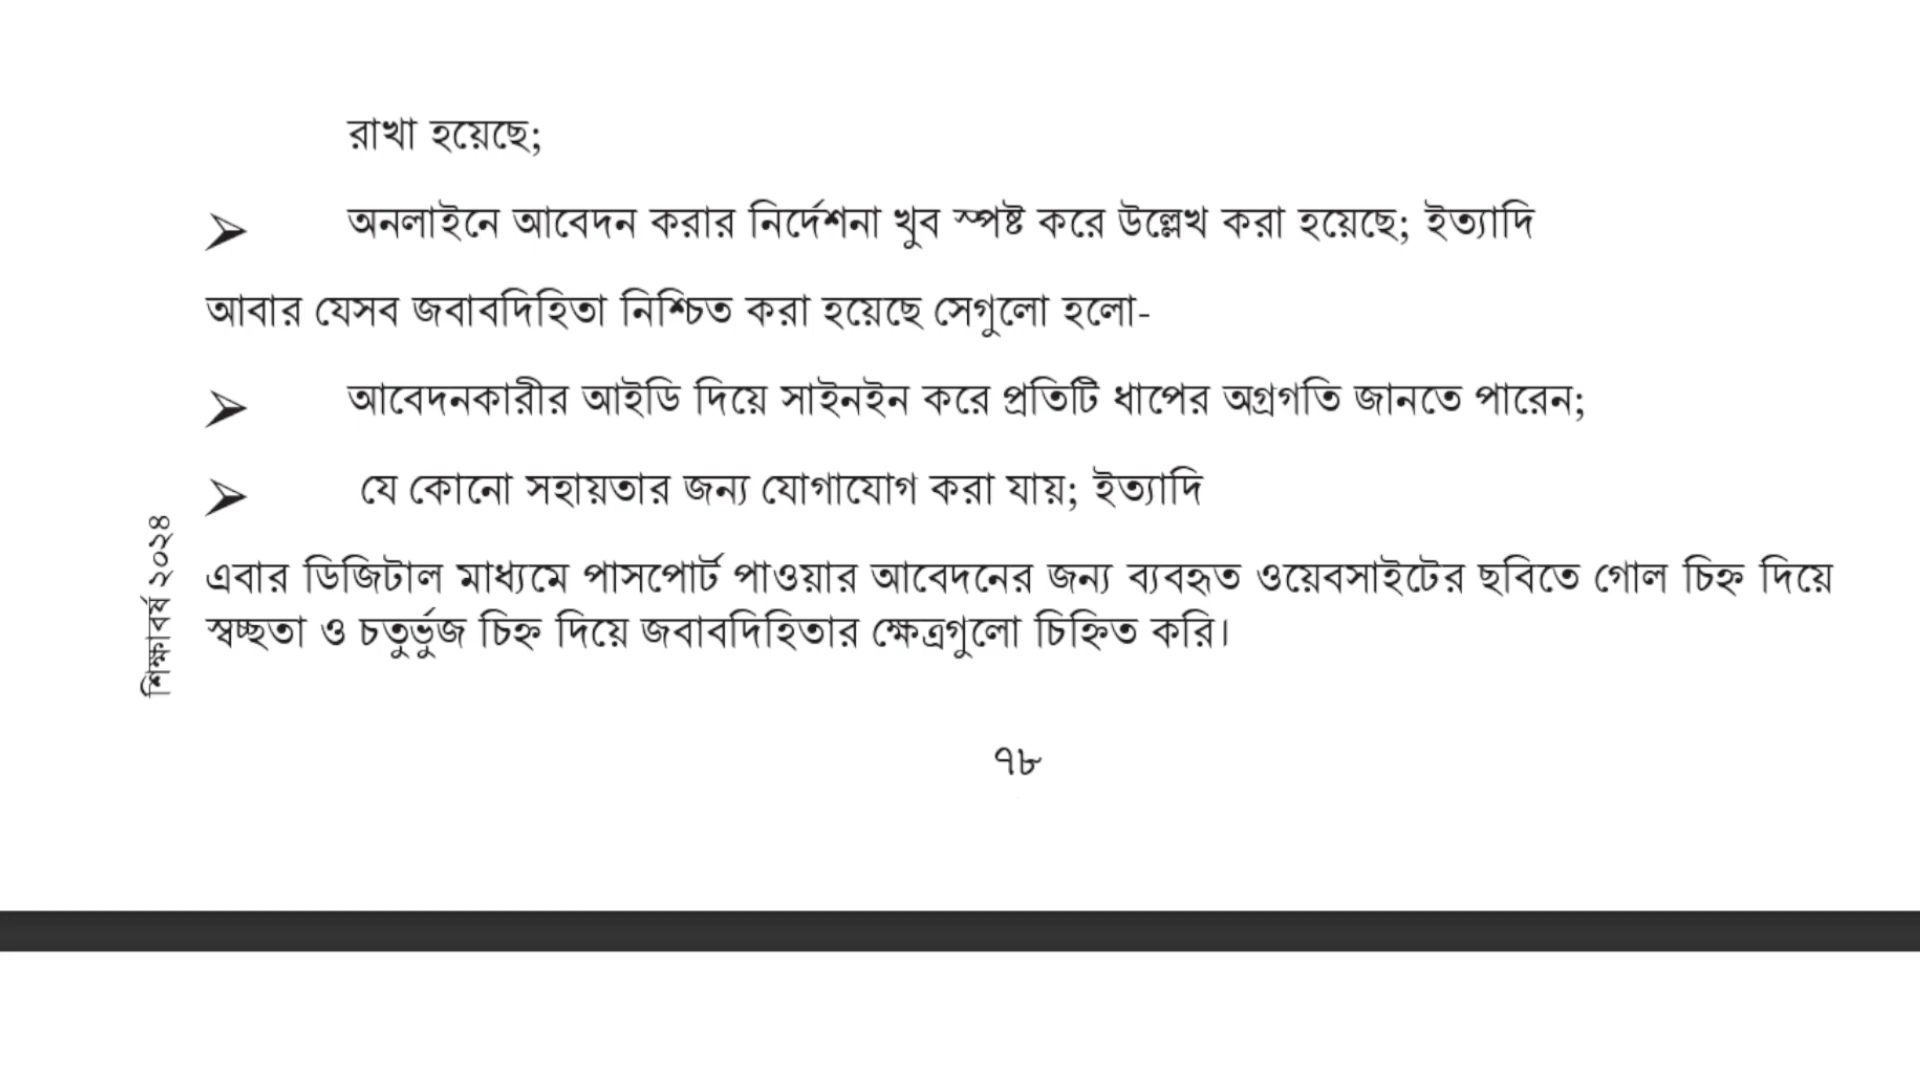 রাখা হয়েছে;
➢ অনলাইনে আবেদন করার নির্দেশনা খুব স্পষ্ট করে উল্লেখ করা হয়েছে; ইত্যাদি
আবার যেসব জবাবদিহিতা নিশ্চিত করা হয়েছে সেগুলো হলো-
➢ আবেদনকারীর আইডি দিয়ে সাইনইন করে প্রতিটি ধাপের অগ্রগতি জানতে পারেন;
➢ যে কোনো সহায়তার জন্য যোগাযোগ করা যায়; ইত্যাদি
এবার ডিজিটাল মাধ্যমে পাসপোর্ট পাওয়ার আবেদনের জন্য ব্যবহৃত ওয়েবসাইটের ছবিতে গোল চিহ্ন দিয়ে
স্বচ্ছতা ও চতুর্ভুজ চিহ্ন দিয়ে জবাবদিহিতার ক্ষেত্রগুলো চিহ্নিত করি।
শিক্ষাবর্ষ ২০২৪
৭৮